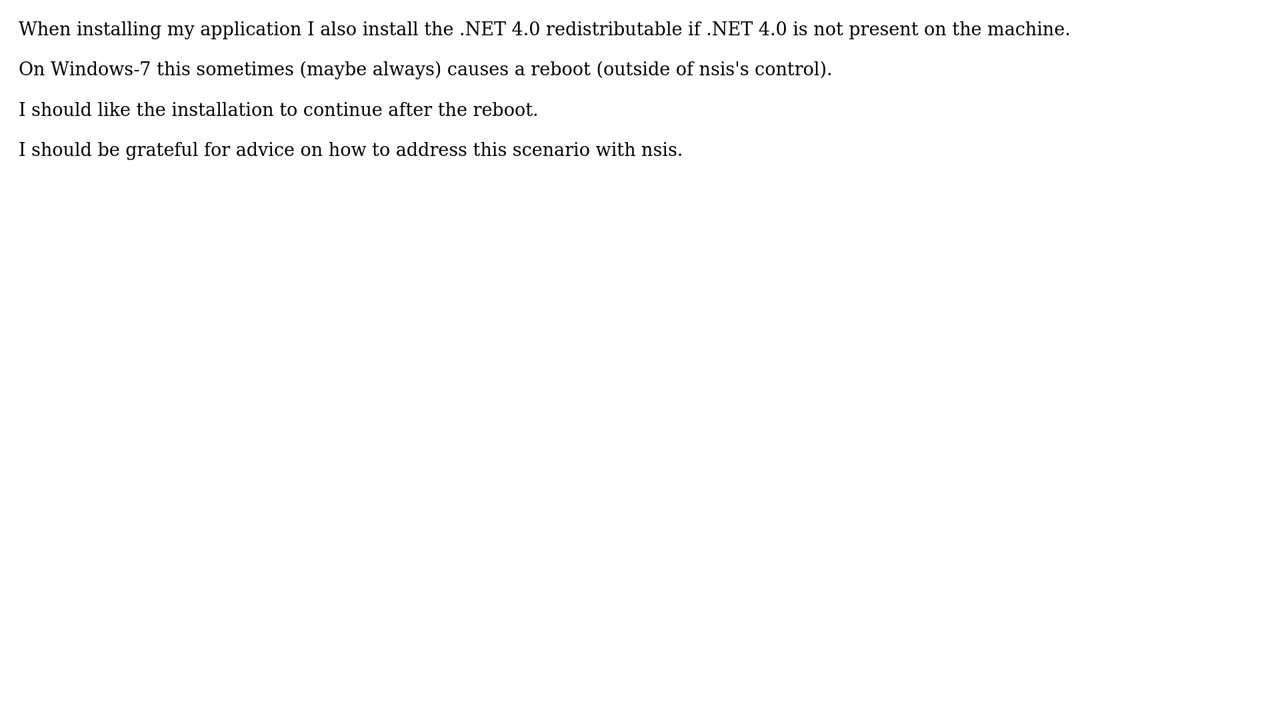 When installing my application I also install the .NET 4.0 redistributable if .NET 4.0 is not present on the machine.
On Windows-7 this sometimes (maybe always) causes a reboot (outside of nsis's control).
I should like the installation to continue after the reboot.
I should be grateful for advice on how to address this scenario with nsis.